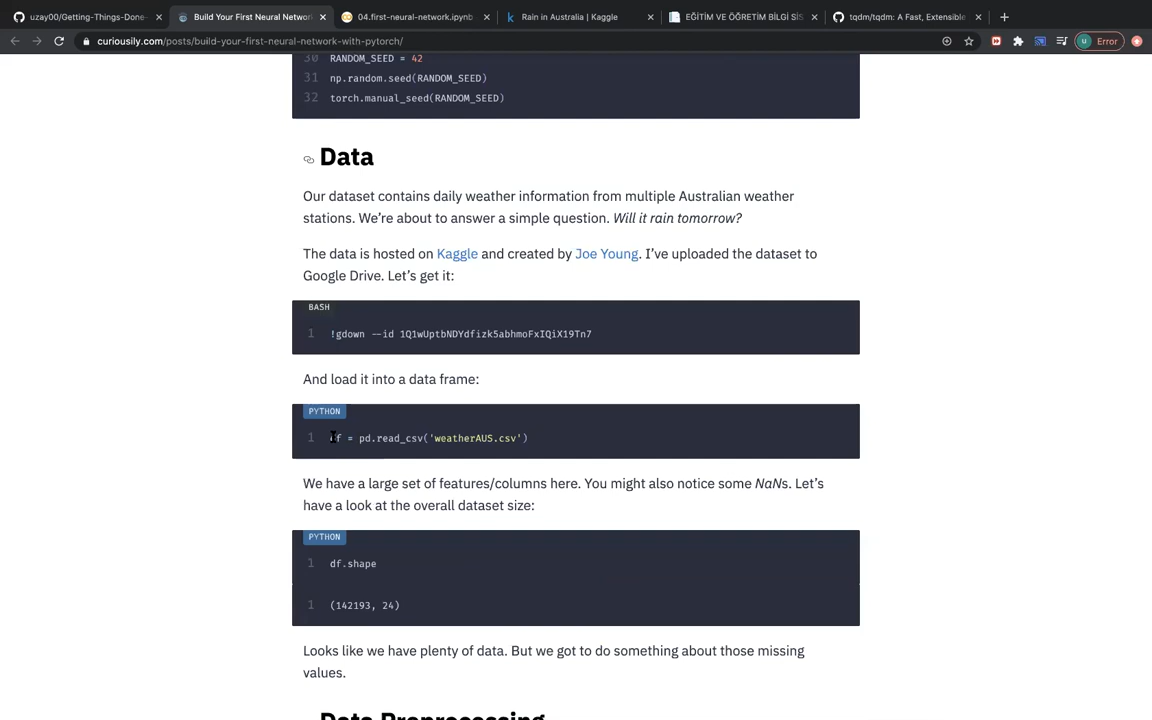 uzay00/Getting-Things-Done-
Build Your First Neural Network
04.first-neural-network.ipynb
Rain in Australia | Kaggle
EĞİTİM VE ÖĞRETİM BİLGİ SİS
tqdm/tqdm: A Fast, Extensible
curiousily.com/posts/build-your-first-neural-network-with-pytorch/
u Error
30 RANDOM_SEED = 42
31 np.random.seed(RANDOM_SEED)
32 torch.manual_seed(RANDOM_SEED)
Data
Our dataset contains daily weather information from multiple Australian weather
stations. We’re about to answer a simple question. Will it rain tomorrow?
The data is hosted on Kaggle and created by Joe Young. I’ve uploaded the dataset to
Google Drive. Let’s get it:
BASH
1 !gdown --id 1Q1wUptbNDYdfizk5abhmoFxIQiX19Tn7
And load it into a data frame:
PYTHON
1 df = pd.read_csv('weatherAUS.csv')
We have a large set of features/columns here. You might also notice some NaNs. Let’s
have a look at the overall dataset size:
PYTHON
1 df.shape
1 (142193, 24)
Looks like we have plenty of data. But we got to do something about those missing
values.
Data Preprocessing